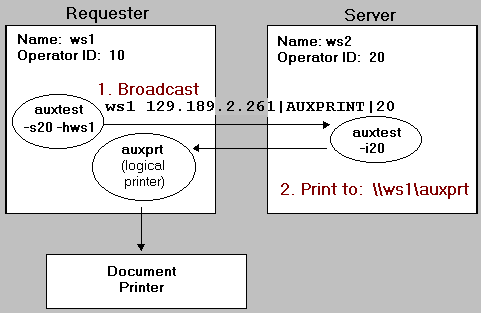 Requester
Server
Name: ws1
Operator ID: 10
Name: ws2
Operator ID: 20
1. Broadcast
ws1 129.189.2.261|AUXPRINT|20
auxtest
-s20 -hws1
auxtest
-i20
auxprt
(logical
printer)
2. Print to: \\ws1\auxprt
Document
Printer